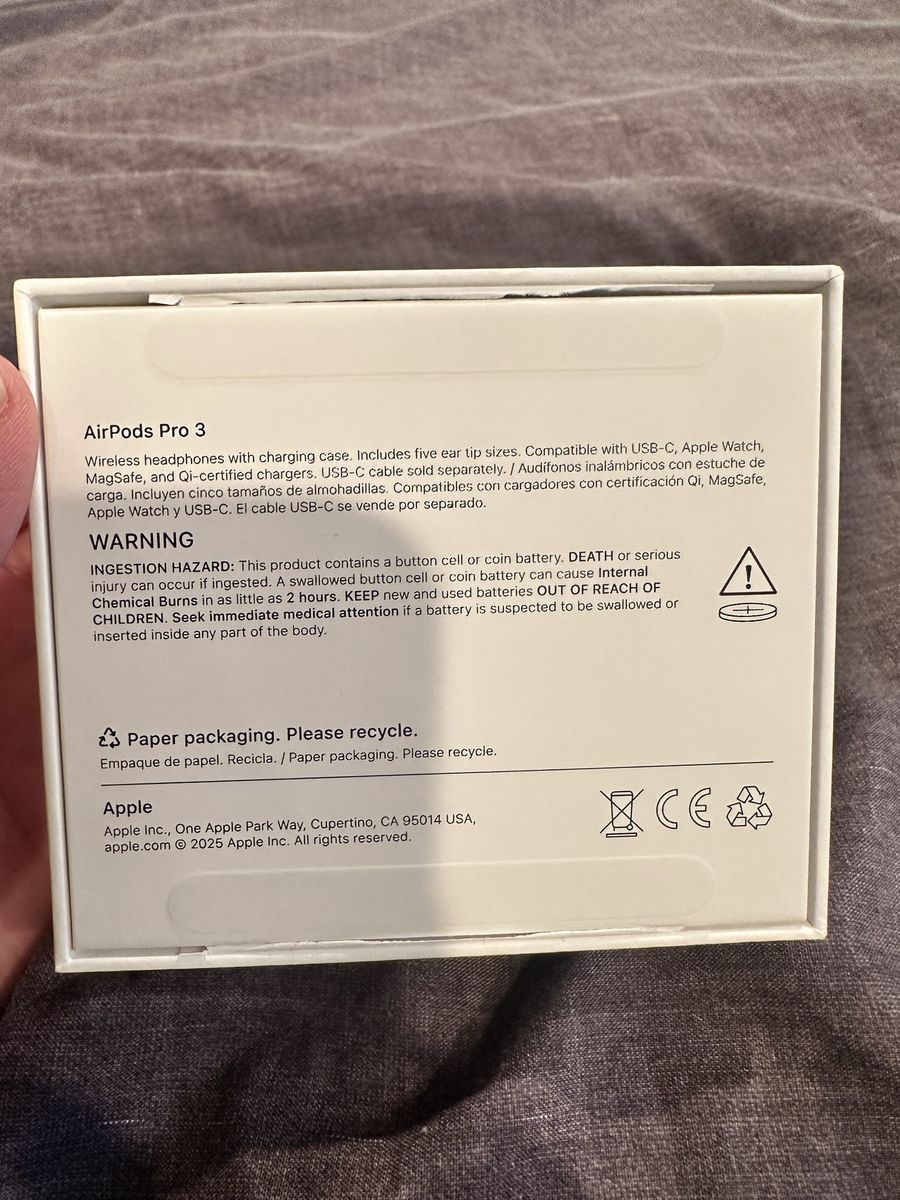 AirPods Pro 3
Wireless headphones with charging case. Includes five ear tip sizes. Compatible with USB-C, Apple Watch,
MagSafe, and Qi-certified chargers. USB-C cable sold separately. / Audífonos inalámbricos con estuche de
carga. Incluyen cinco tamaños de almohadillas. Compatibles con cargadores con certificación Qi, MagSafe,
Apple Watch y USB-C. El cable USB-C se vende por separado.
WARNING
INGESTION HAZARD: This product contains a button cell or coin battery. DEATH or serious
injury can occur if ingested. A swallowed button cell or coin battery can cause Internal
Chemical Burns in as little as 2 hours. KEEP new and used batteries OUT OF REACH OF
CHILDREN. Seek immediate medical attention if a battery is suspected to be swallowed or
inserted inside any part of the body.
Paper packaging. Please recycle.
Empaque de papel. Recicla. / Paper packaging. Please recycle.
Apple
Apple Inc., One Apple Park Way, Cupertino, CA 95014 USA,
apple.com © 2025 Apple Inc. All rights reserved.
CE